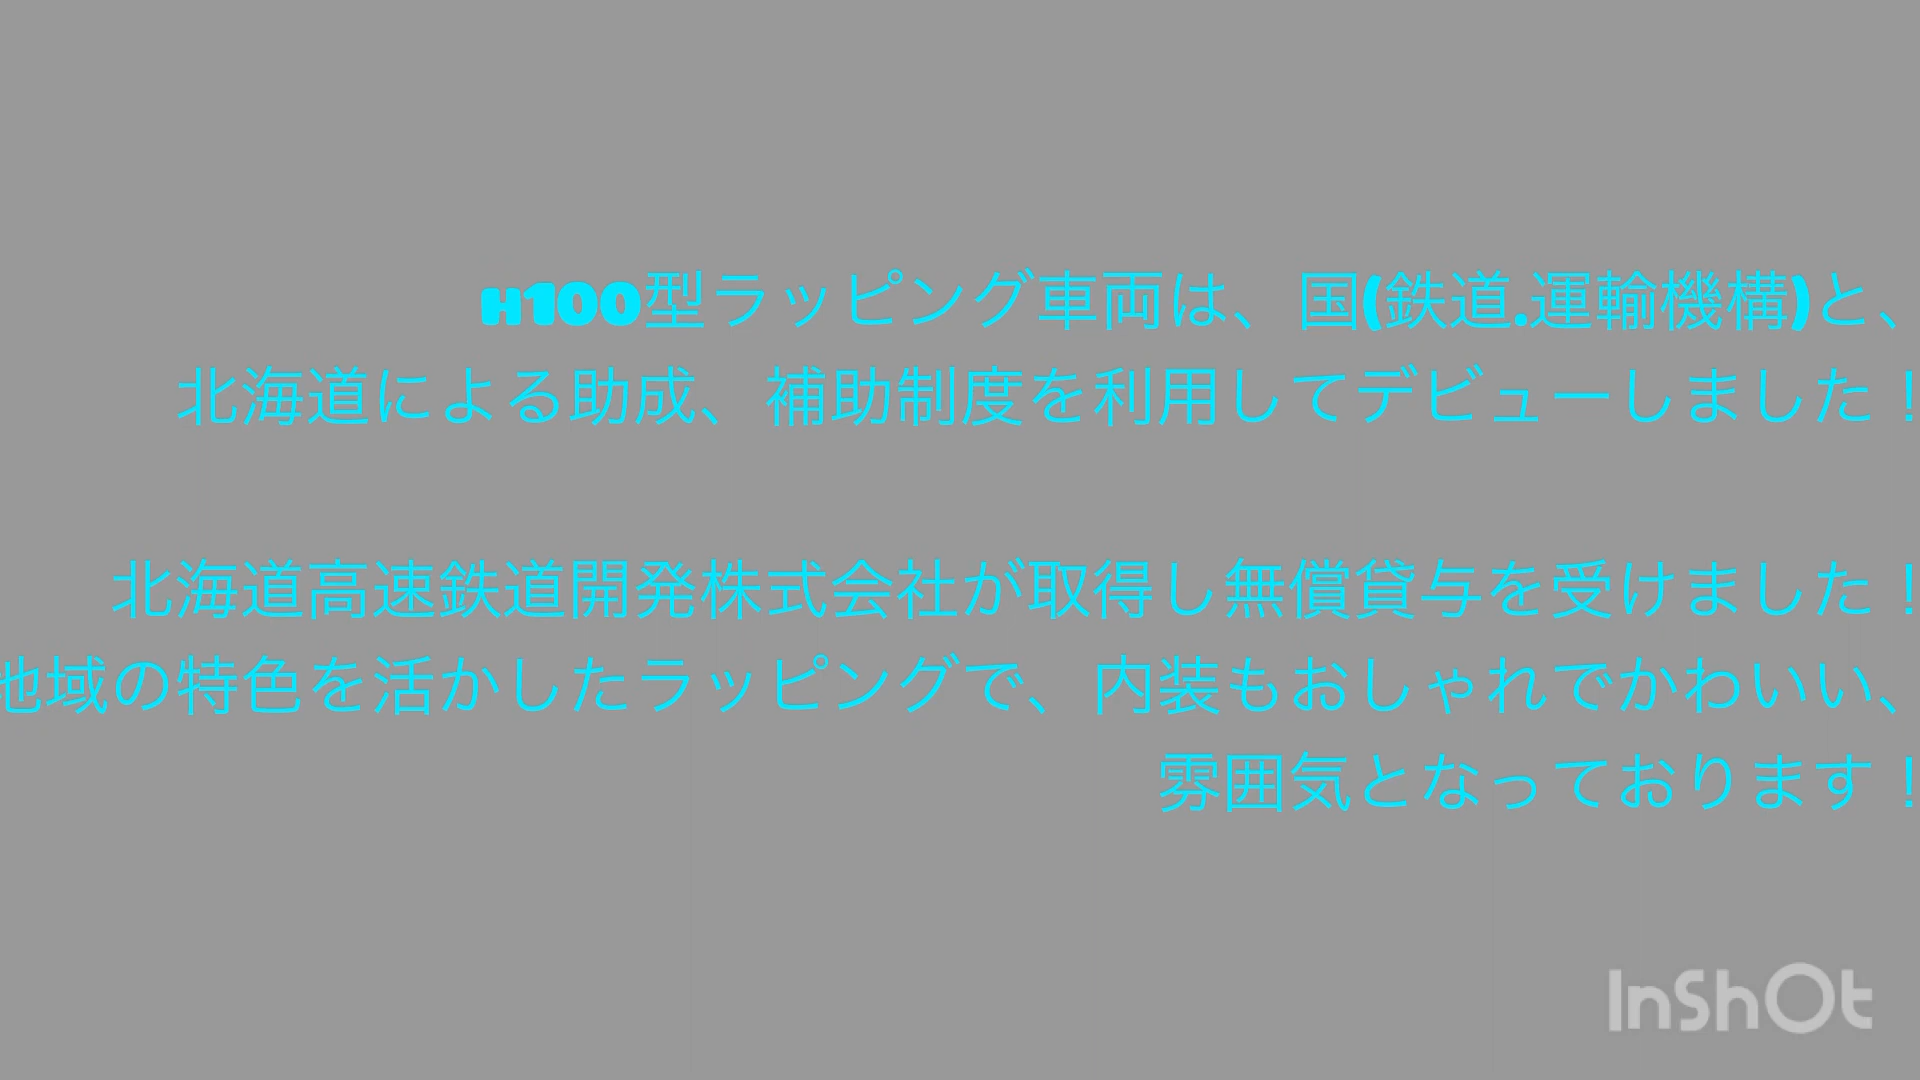 H100型ラッピング車両は、国(鉄道.運輸機構)と、
北海道による助成、補助制度を利用してデビューしました！
北海道高速鉄道開発株式会社が取得し無償貸与を受けました！
地域の特色を活かしたラッピングで、内装もおしゃれでかわいい、
雰囲気となっております！
InShOt